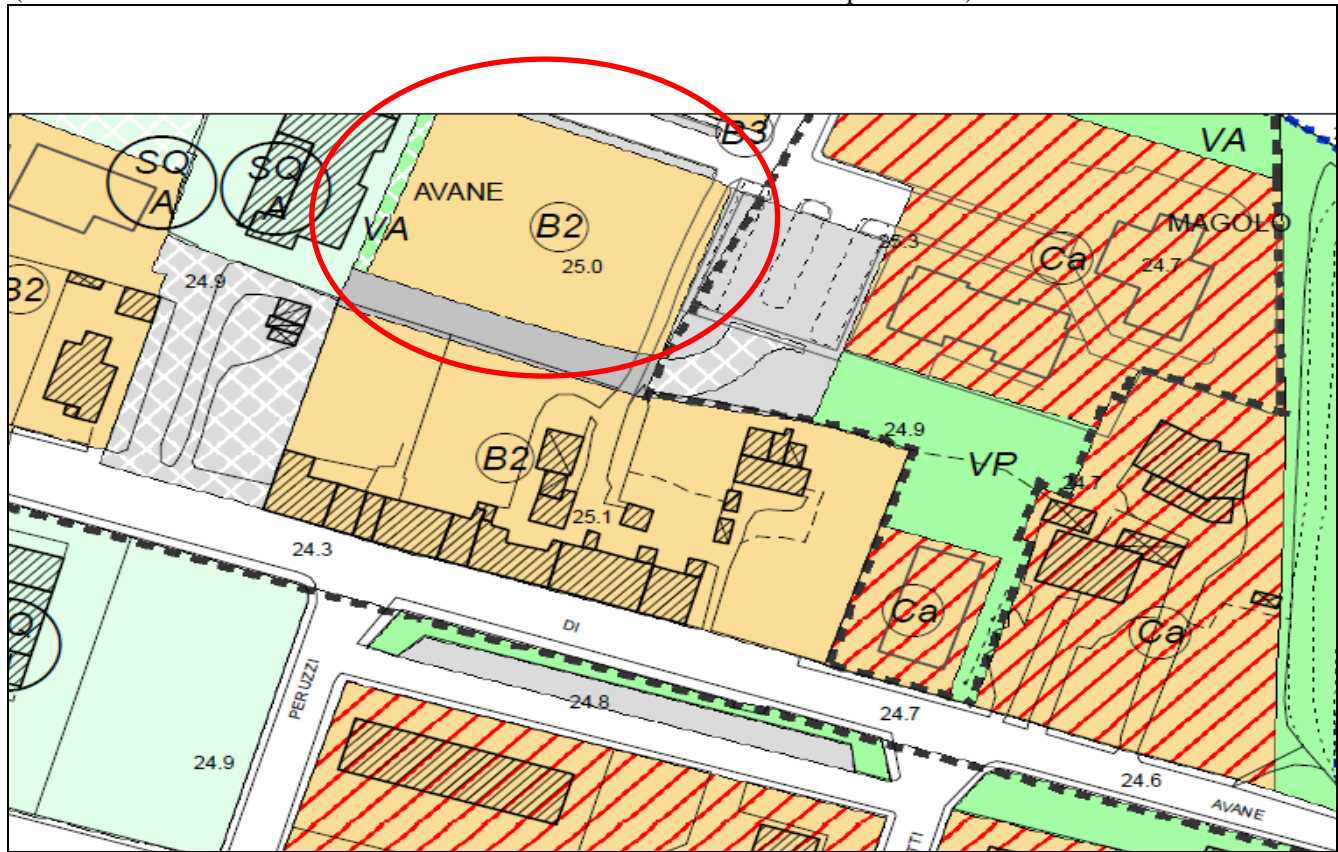 B3
VA
SQ
A
SQ
A
AVANE
B2
VA
25.0
25.3
MAGOLO
Ca
24.7
24.9
B2
24.9
VP
24.7
B2
25.1
24.3
Ca
Ca
DI
PERUZZI
24.8
24.7
24.9
24.6
AVANE
TTI